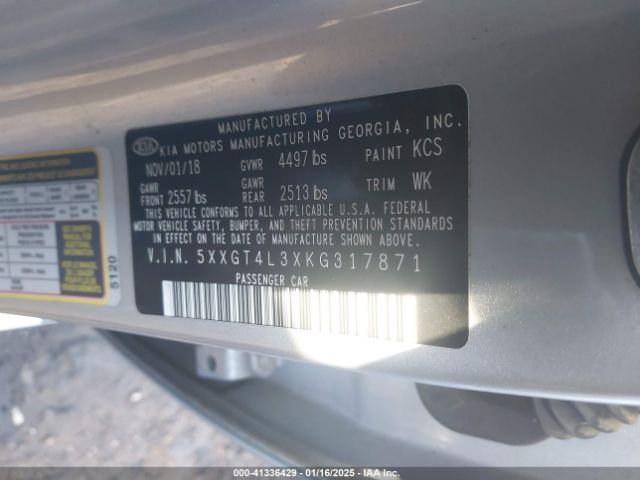 MANUFACTURED BY
KIA KIA MOTORS MANUFACTURING GEORGIA, INC.
NOV/01/18 GVWR 4497 lbs PAINT KCS
GAWR FRONT 2557 lbs GAWR REAR 2513 lbs TRIM WK
THIS VEHICLE CONFORMS TO ALL APPLICABLE U.S.A. FEDERAL
MOTOR VEHICLE SAFETY, BUMPER, AND THEFT PREVENTION STANDARDS
IN EFFECT ON THE DATE OF MANUFACTURE SHOWN ABOVE.
V.I.N. 5XXGT4L3XKG317871
PASSENGER CAR
5120
000-41336429 - 01/16/2025 - IAA Inc.